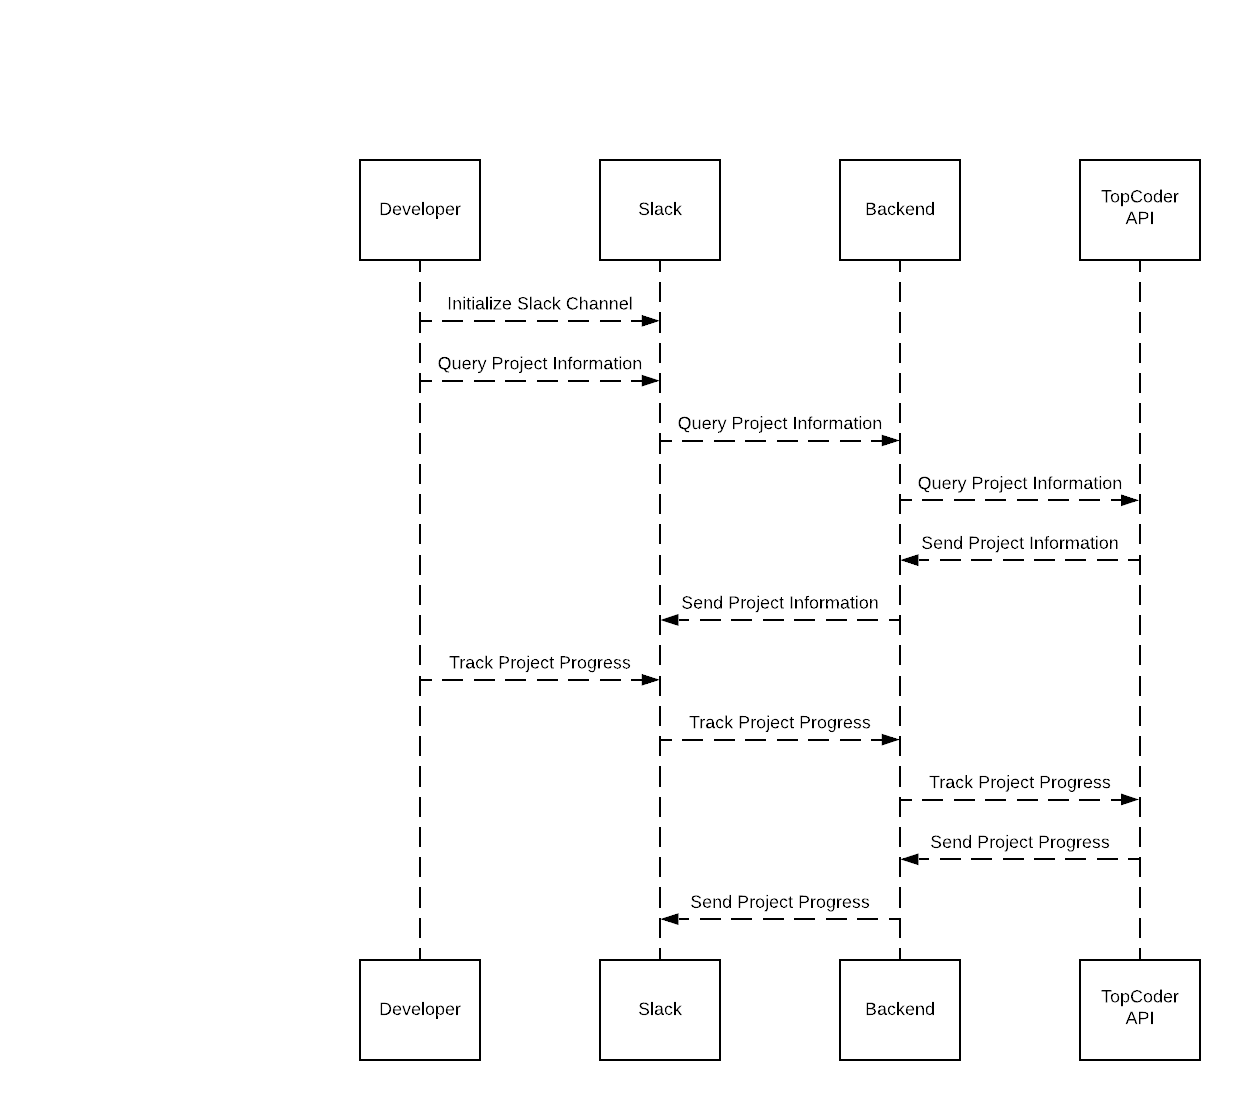 Developer
Slack
Backend
TopCoder
API
Initialize Slack Channel
Query Project Information
Query Project Information
Query Project Information
Send Project Information
Send Project Information
Track Project Progress
Track Project Progress
Track Project Progress
Send Project Progress
Send Project Progress
Developer
Slack
Backend
TopCoder
API